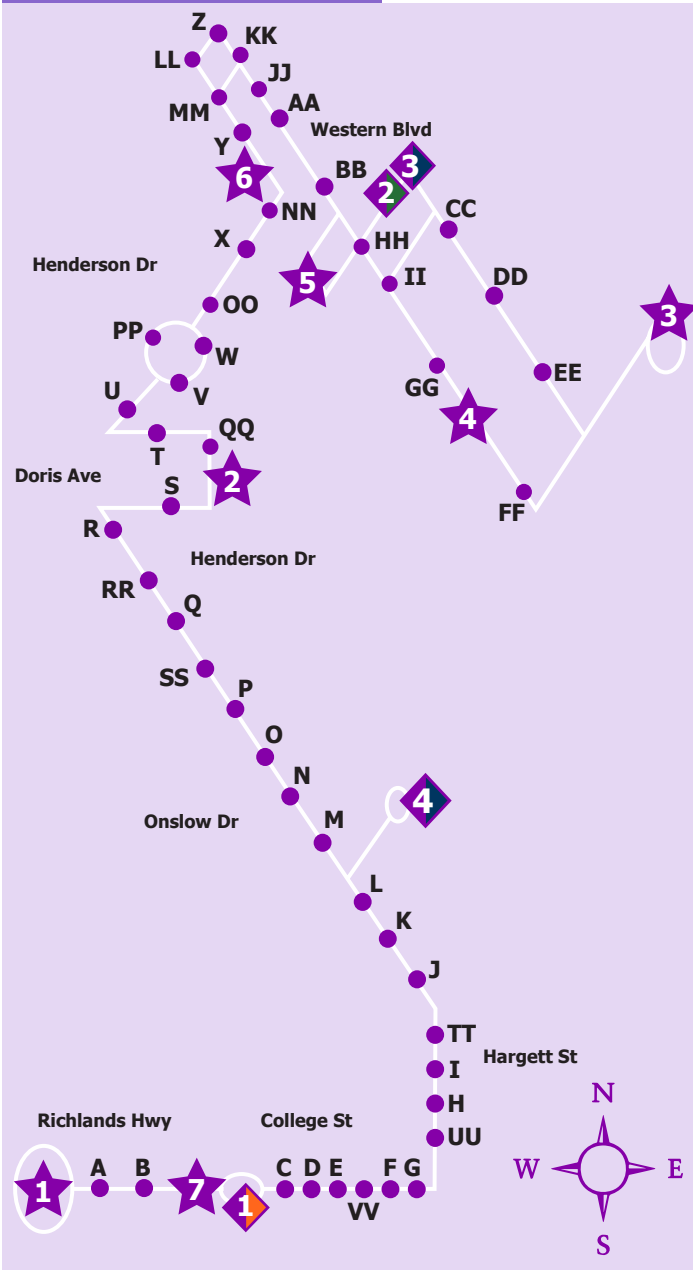 Z
KK
LL
JJ
AA
MM
Western Blvd
Y
BB
3
6
2
CC
NN
HH
X
Henderson Dr
II
DD
5
OO
3
PP
W
EE
GG
U
V
4
QQ
T
Doris Ave
S
2
FF
R
Henderson Dr
RR
Q
SS
P
O
N
4
Onslow Dr
M
L
K
J
TT
Hargett St
I
N
H
Richlands Hwy
College St
UU
A
B
C
D
E
F
G
W
E
1
7
1
VV
S